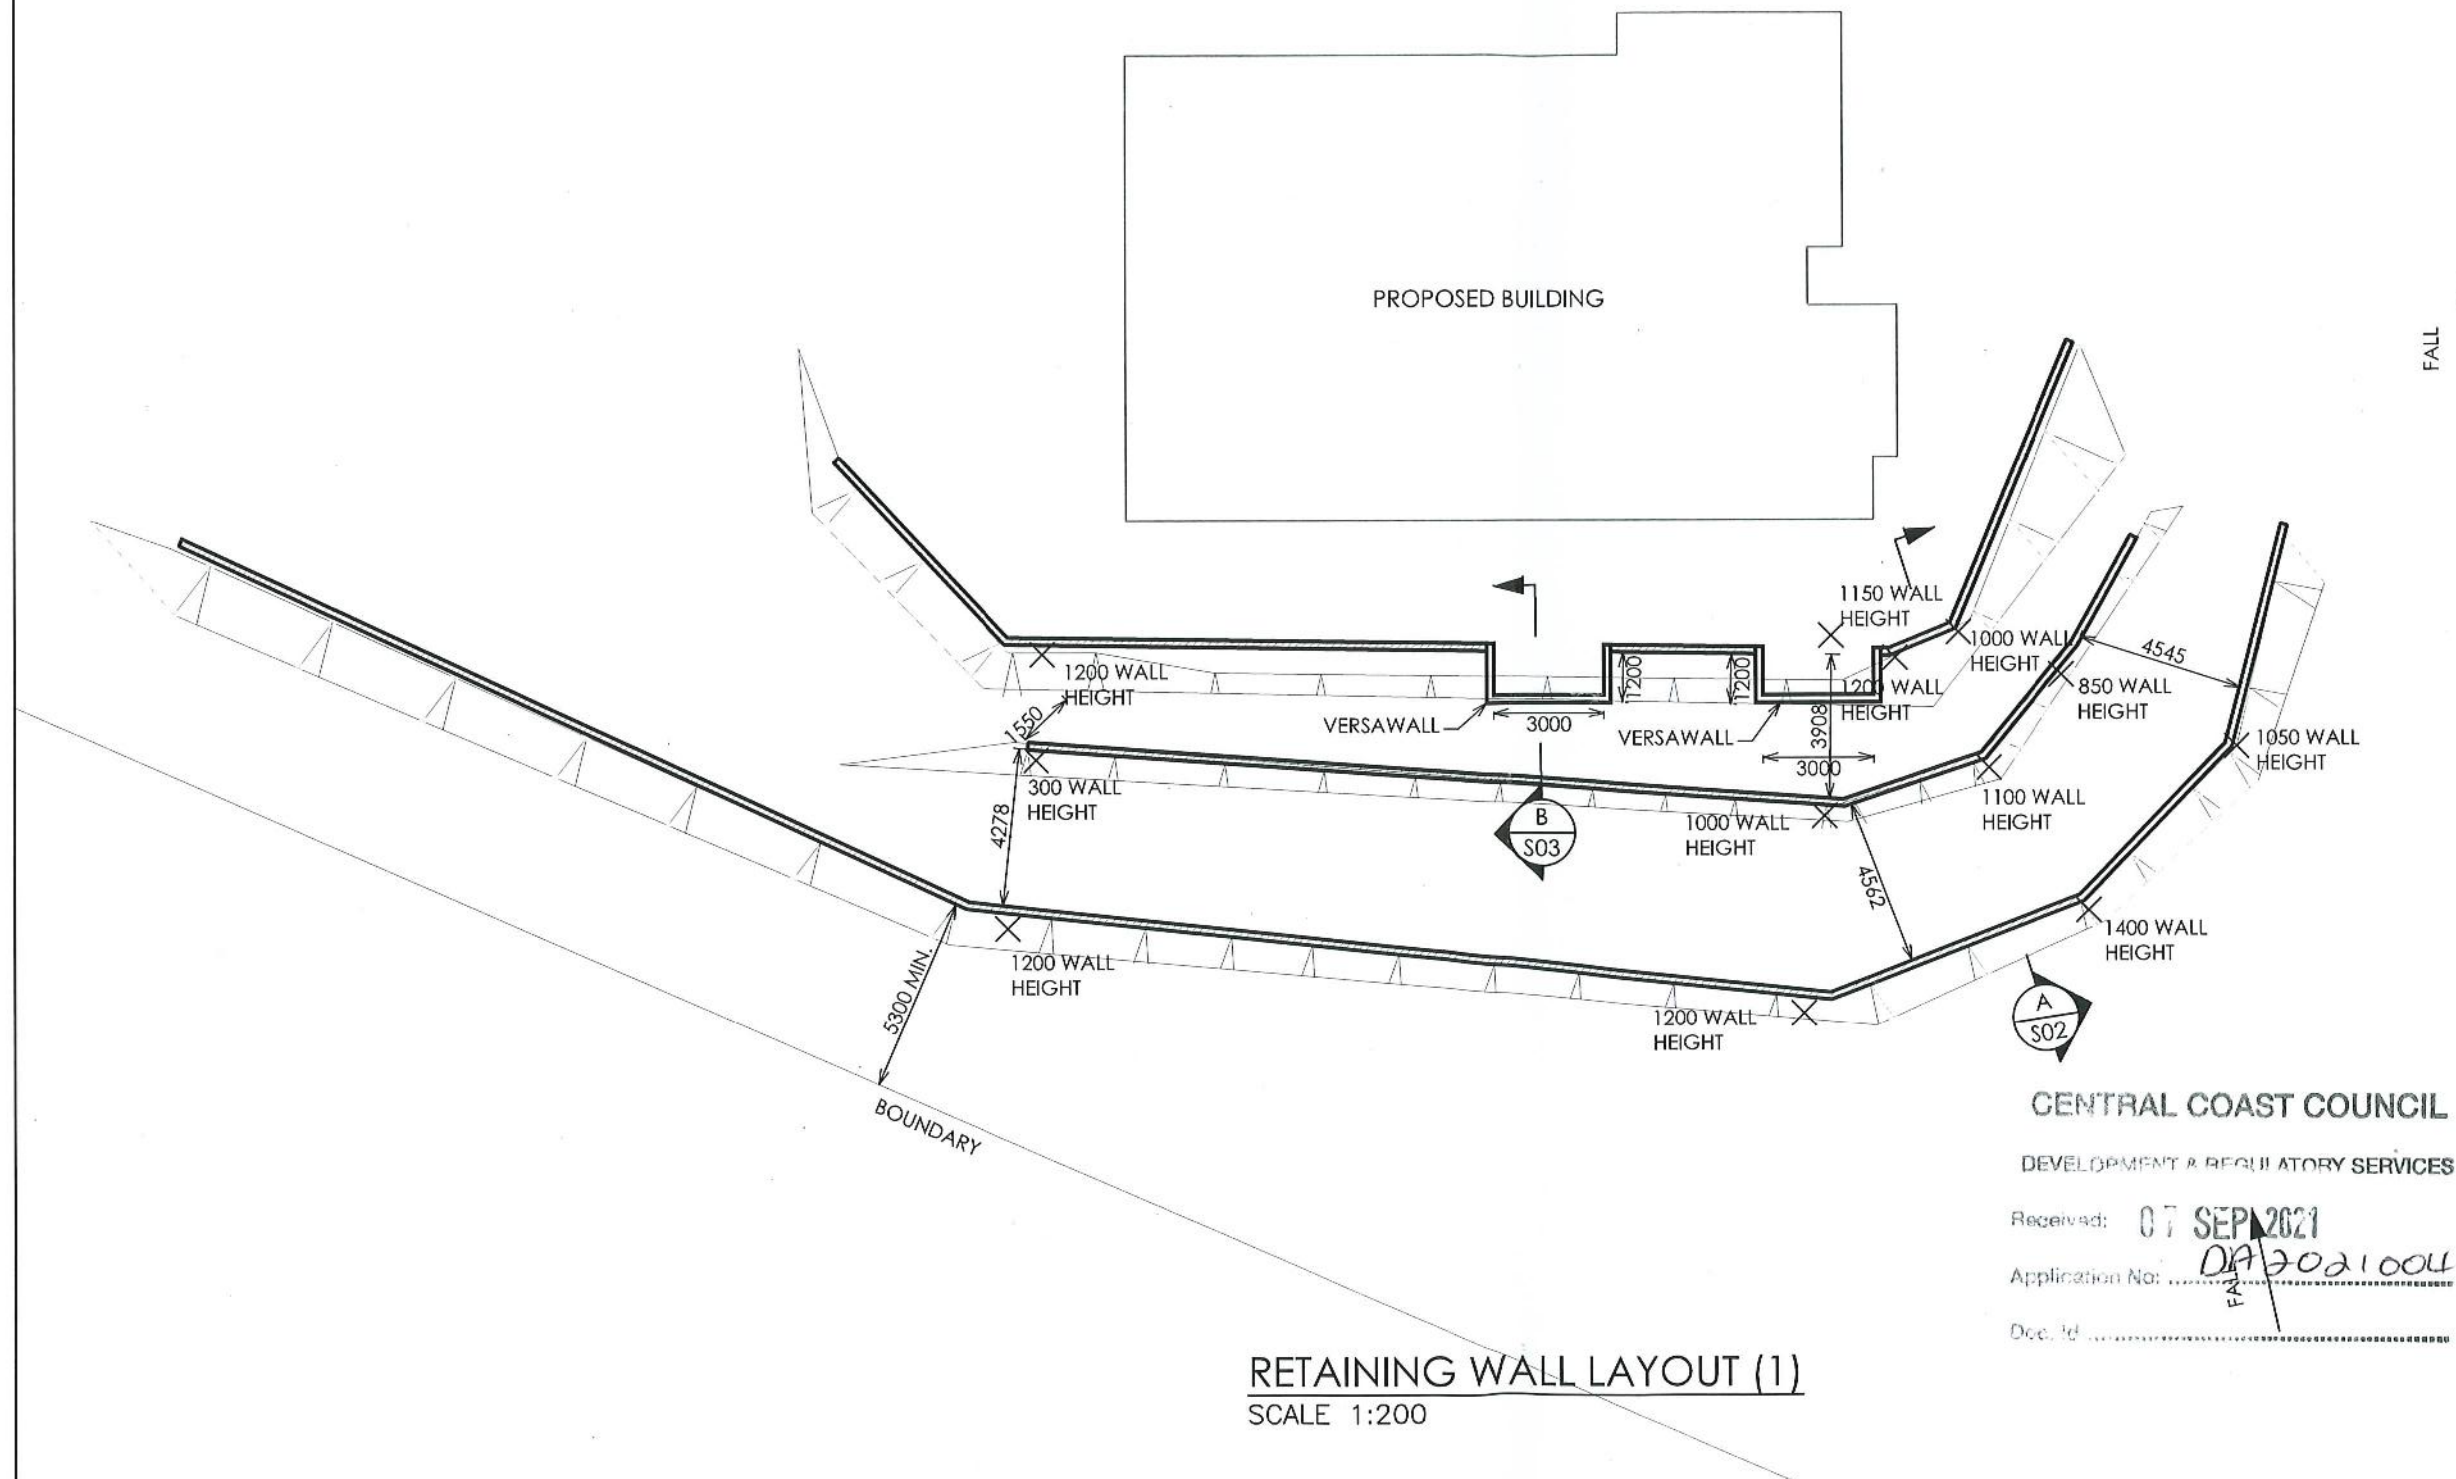 PROPOSED BUILDING
FALL
1150 WALL
HEIGHT
1000 WALL
HEIGHT
4545
1200 WALL
HEIGHT
1200
1200
1200 WALL
HEIGHT
850 WALL
HEIGHT
1550
VERSAWALL
3000
VERSAWALL
3908
3000
1050 WALL
HEIGHT
300 WALL
HEIGHT
4278
B
S03
1000 WALL
HEIGHT
1100 WALL
HEIGHT
4562
1400 WALL
HEIGHT
1200 WALL
HEIGHT
5300 MIN.
1200 WALL
HEIGHT
A
S02
BOUNDARY
CENTRAL COAST COUNCIL
DEVELOPMENT & REGULATORY SERVICES
Received: 07 SEP 2021
Application No: DA2021004
FALL
Doc. Id
RETAINING WALL LAYOUT (1)
SCALE 1:200